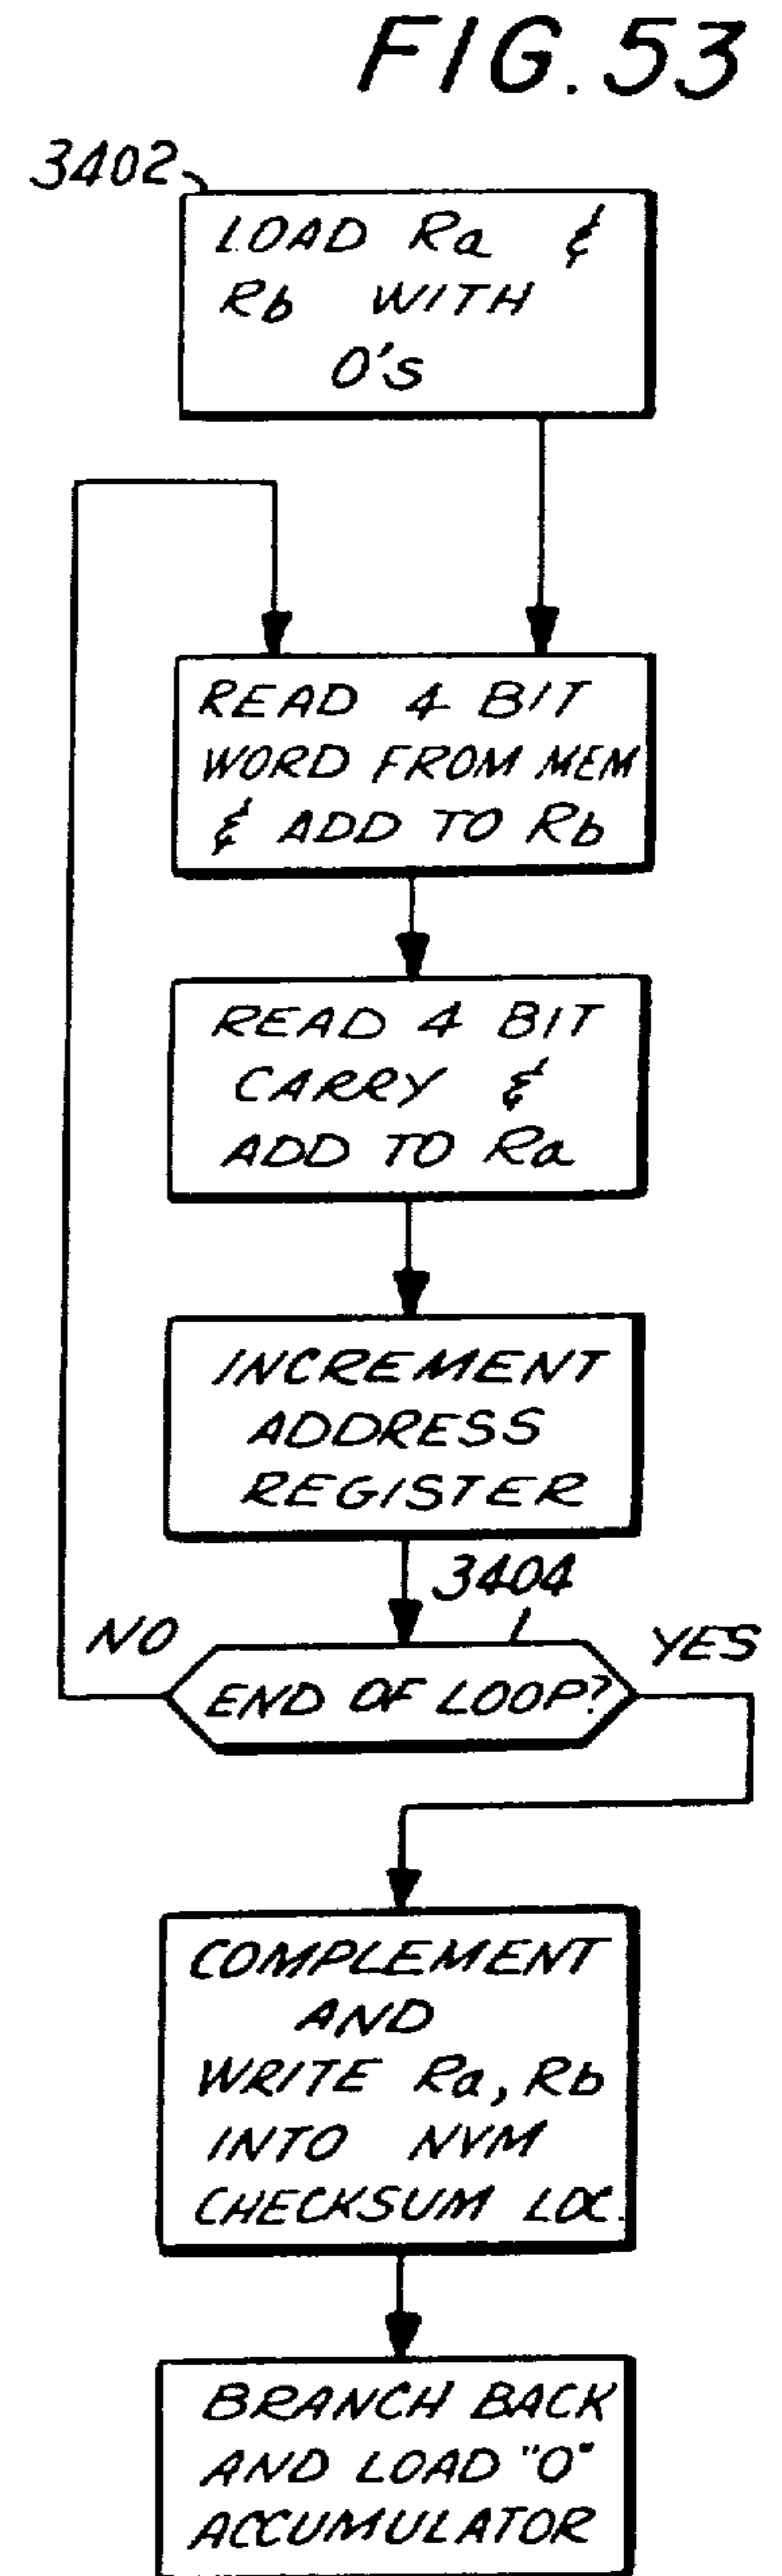 FIG. 53
3402
LOAD Ra &
Rb WITH
O's
READ 4 BIT
WORD FROM MEM
& ADD TO Rb
READ 4 BIT
CARRY &
ADD TO Ra
INCREMENT
ADDRESS
REGISTER
3404
NO
YES
END OF LOOP?
COMPLEMENT
AND
WRITE Ra, Rb
INTO NVM
CHECKSUM LOC.
BRANCH BACK
AND LOAD "O"
ACCUMULATOR